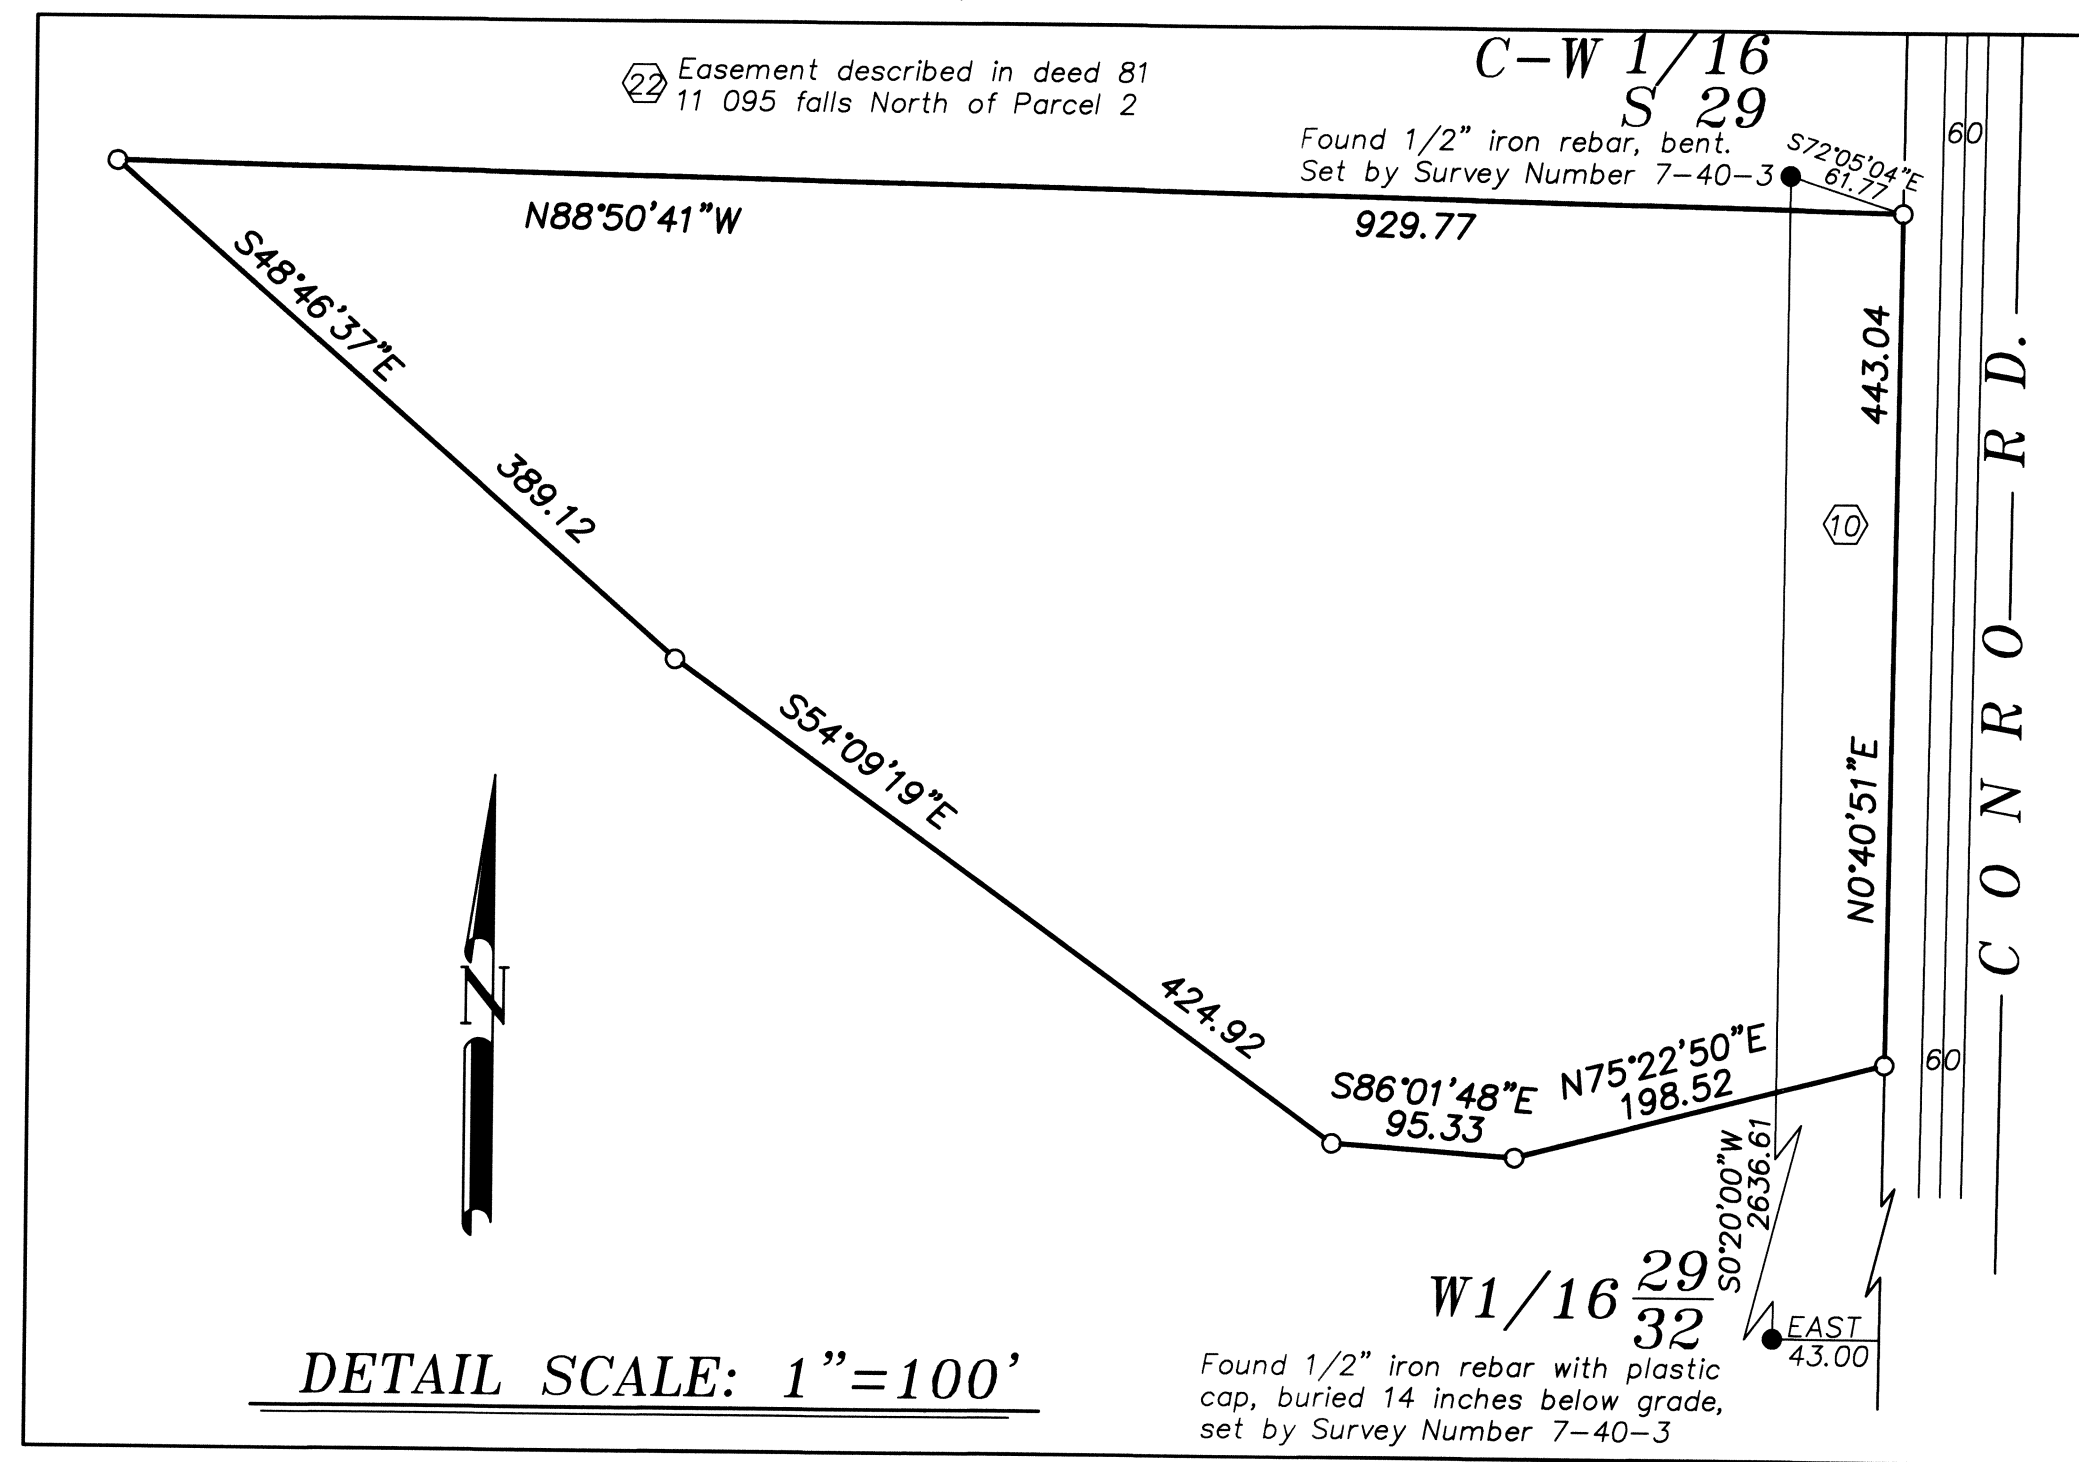 C-W 1/16
S 29
22
Easement described in deed 81
11 095 falls North of Parcel 2
Found 1/2" iron rebar, bent.
Set by Survey Number 7-40-3
S72°05'04"E
61.77
60
N88°50'41"W
929.77
S48°46'37"E
389.12
443.04
10
N0°40'51"E
CONRO RD.
S54°09'19"E
424.92
S86°01'48"E
95.33
N75°22'50"E
198.52
60
N
S0°20'00"W
2636.61
W1/16 29
32
EAST
43.00
Found 1/2" iron rebar with plastic
cap, buried 14 inches below grade,
set by Survey Number 7-40-3
DETAIL SCALE: 1"=100'